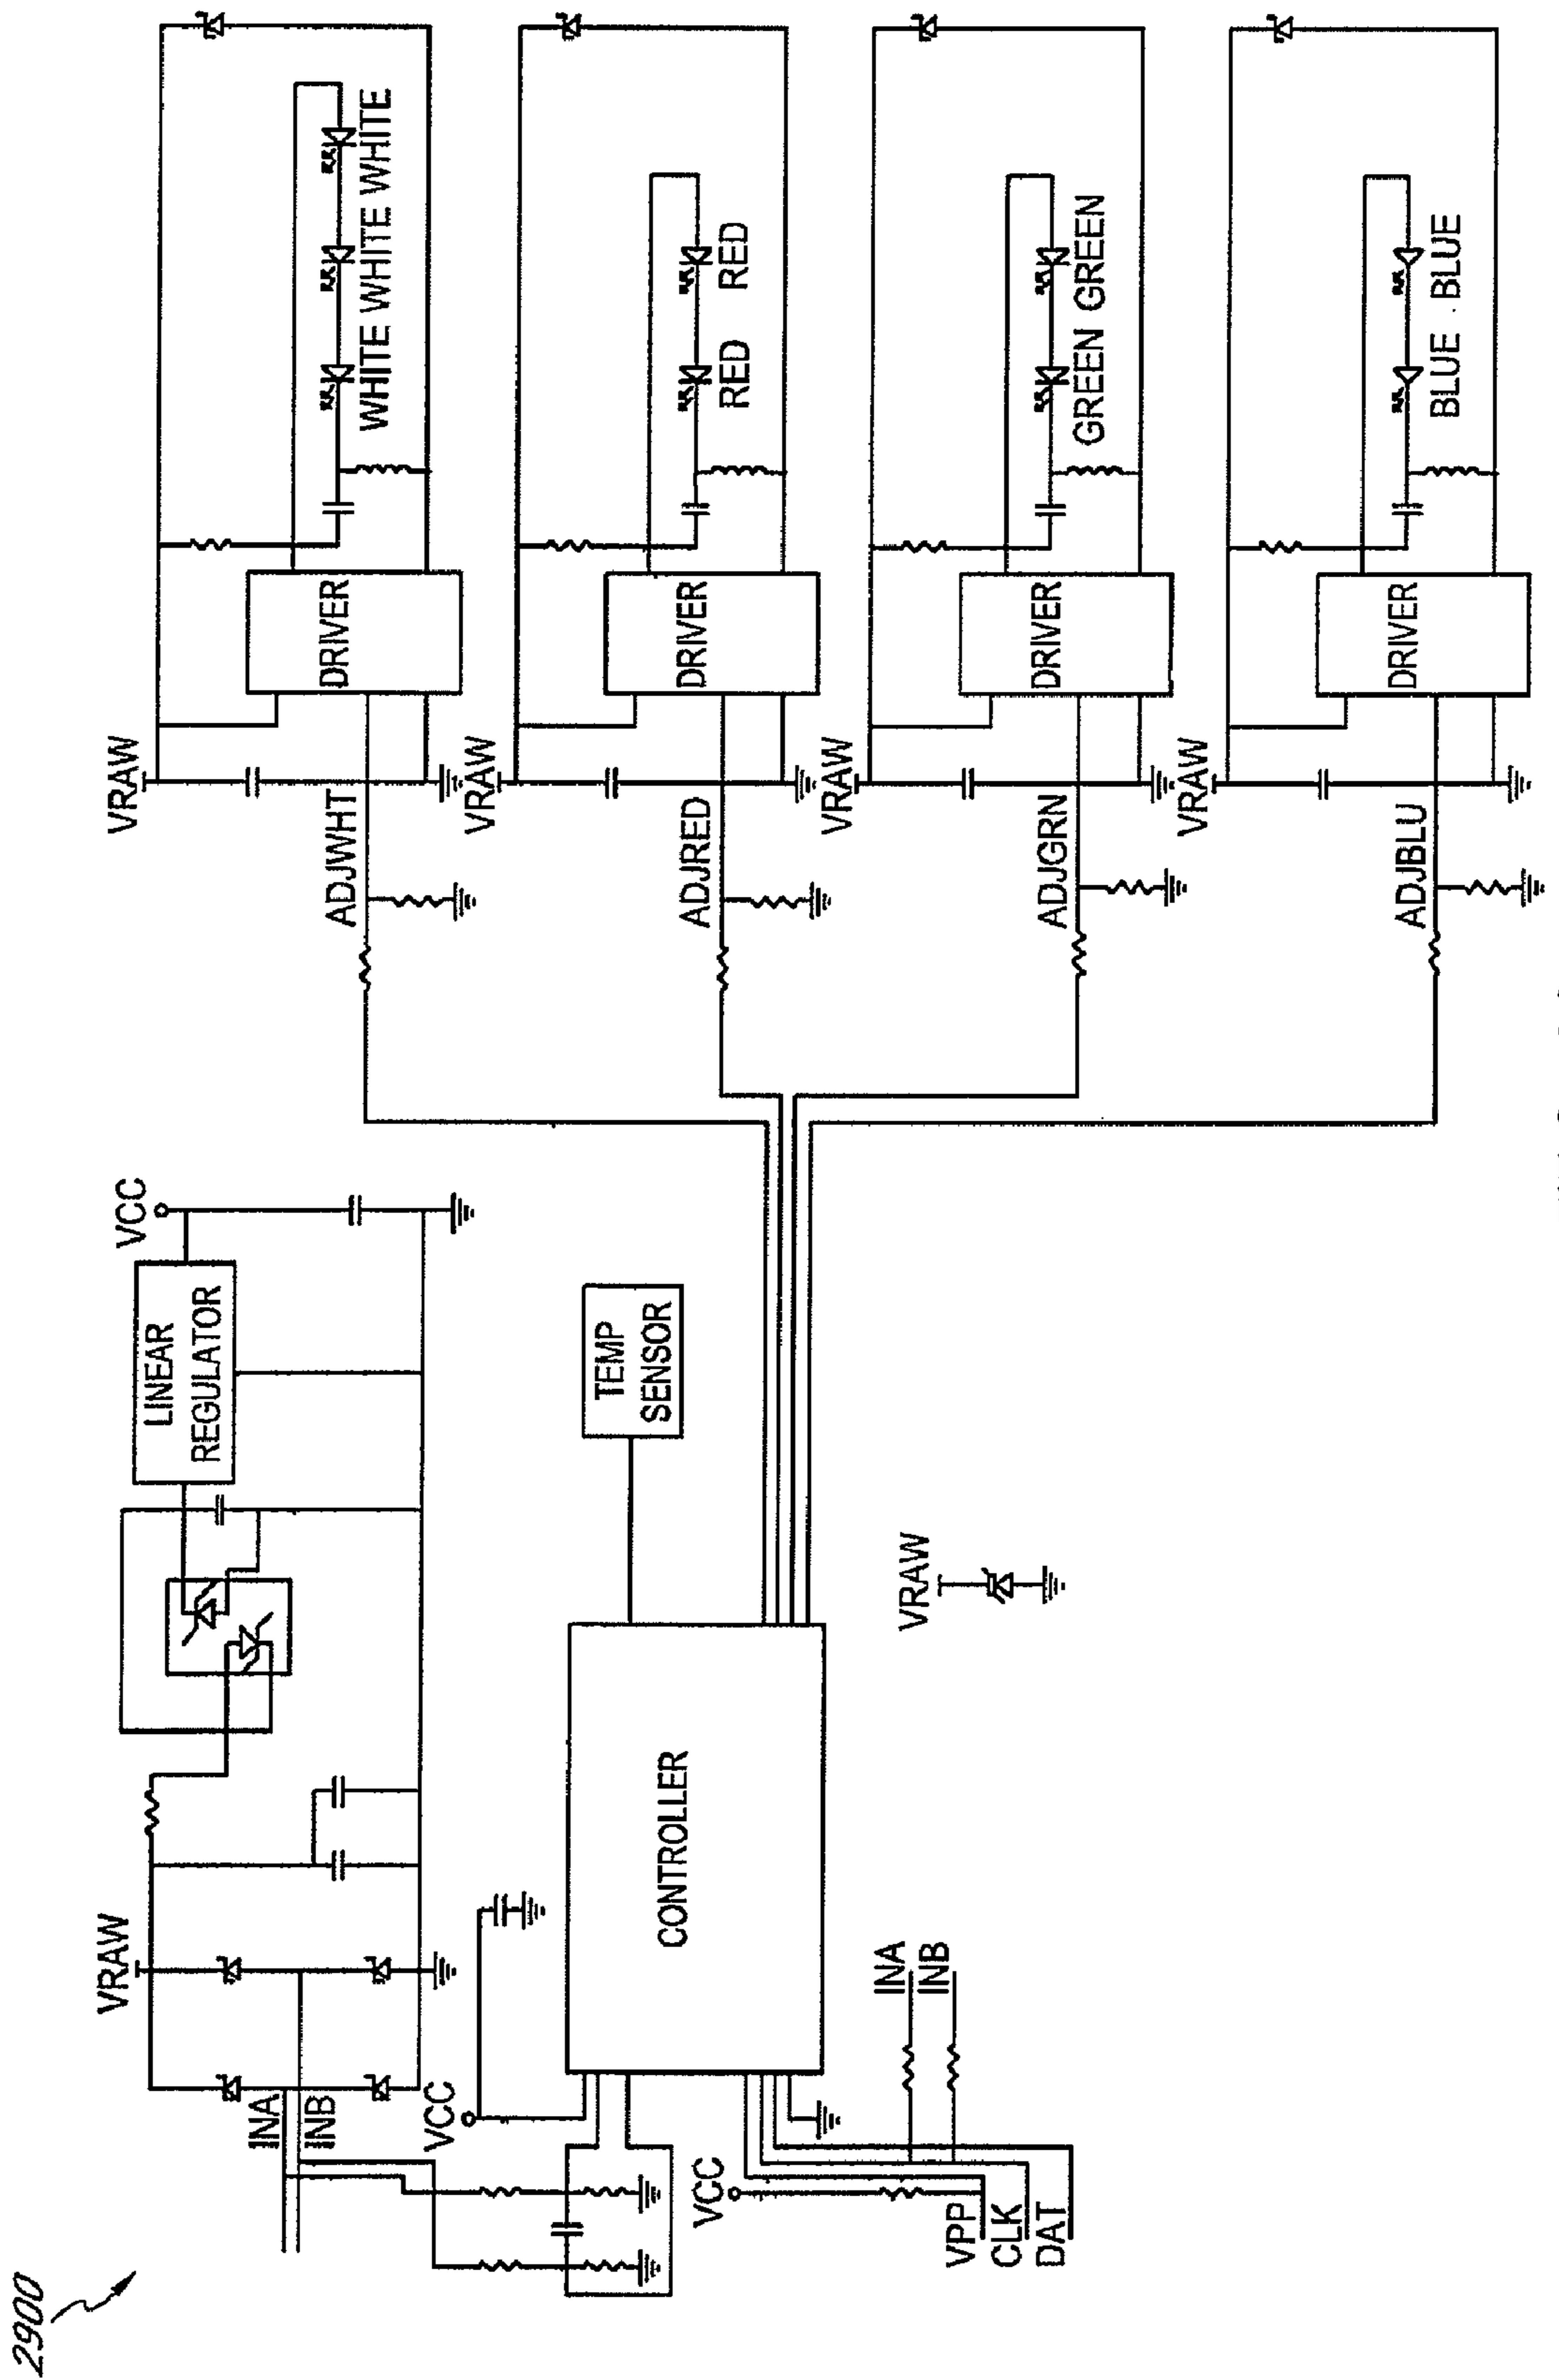 2900
VRAW
LINEAR
REGULATOR
VCC
INA
INB
VCC
CONTROLLER
TEMP
SENSOR
VCC
VPP
CLK
DAT
INA
INB
VRAW
VRAW
DRIVER
ADJWHT
WHITE WHITE WHITE
VRAW
DRIVER
ADJRED
RED RED
VRAW
DRIVER
ADJGRN
GREEN GREEN
VRAW
DRIVER
ADJBLU
BLUE BLUE